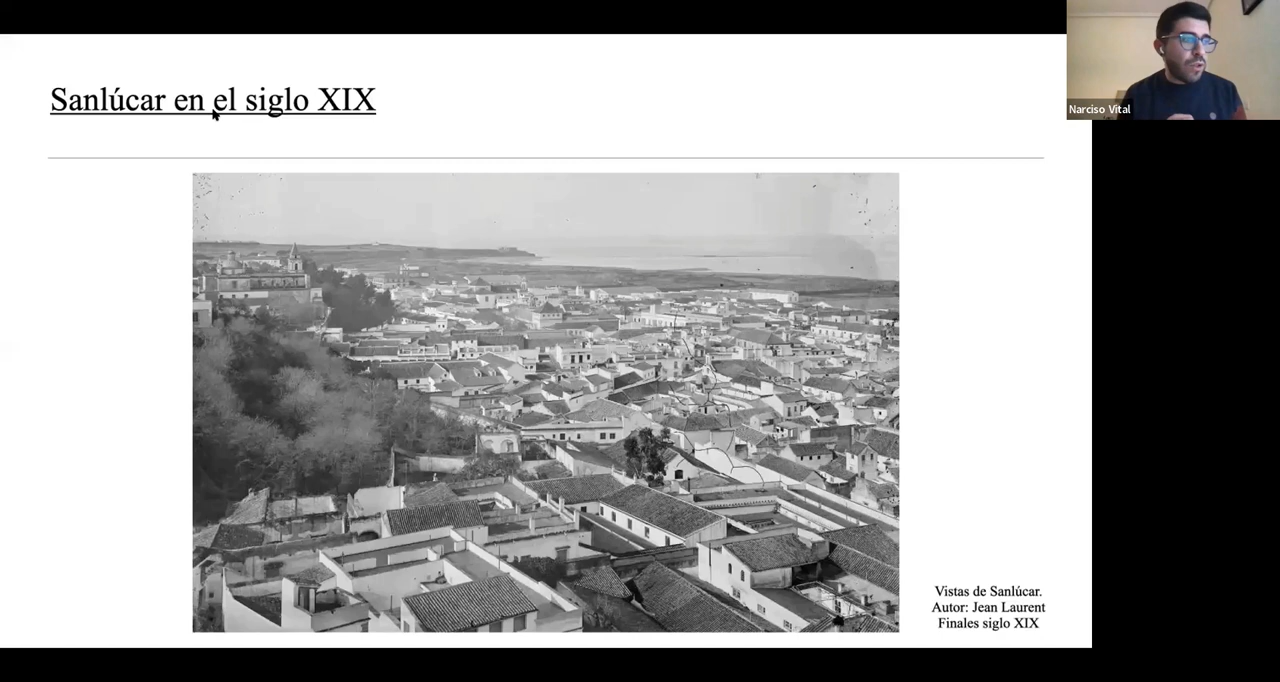 Sanlúcar en el siglo XIX
Narciso Vital
Vistas de Sanlúcar.
Autor: Jean Laurent
Finales siglo XIX